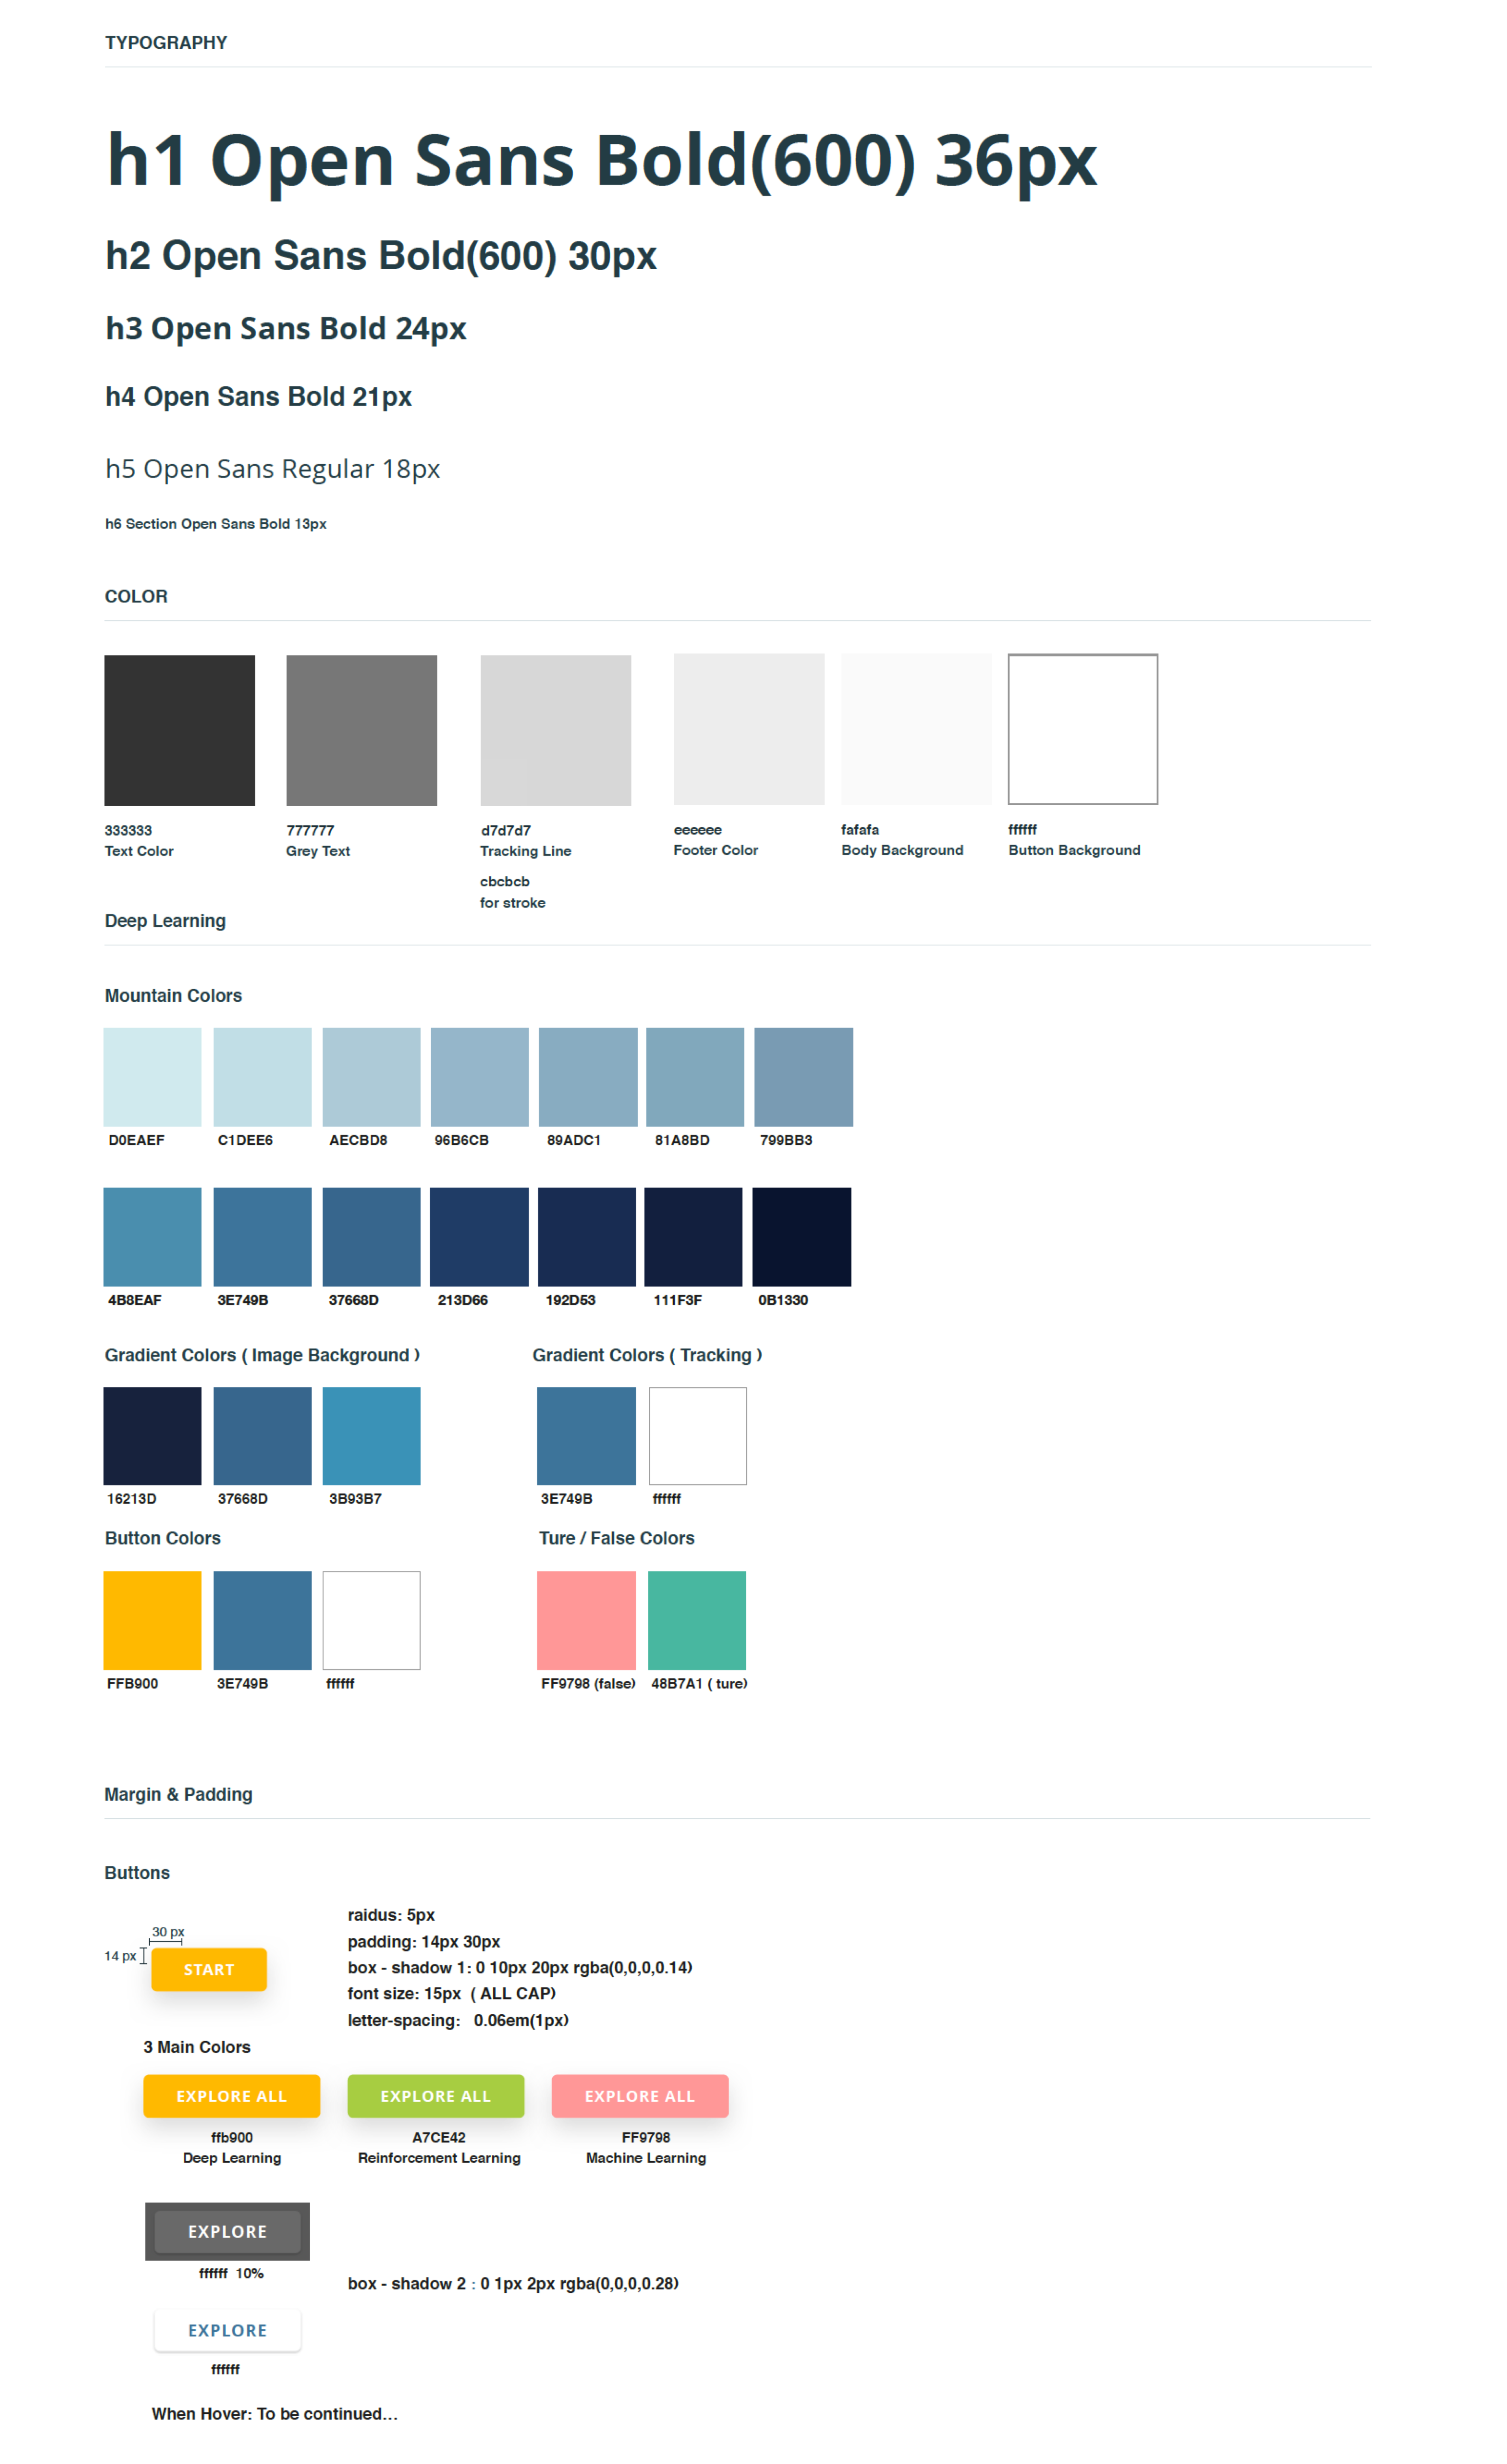 TYPOGRAPHY
h1 Open Sans Bold(600) 36px
h2 Open Sans Bold(600) 30px
h3 Open Sans Bold 24px
h4 Open Sans Bold 21px
h5 Open Sans Regular 18px
h6 Section Open Sans Bold 13px
COLOR
333333
Text Color
777777
Grey Text
d7d7d7
Tracking Line
cbcbcb
for stroke
eeeeee
Footer Color
fafafa
Body Background
ffffff
Button Background
Deep Learning
Mountain Colors
D0EAEF C1DEE6 AECBD8 96B6CB 89ADC1 81A8BD 799BB3
4B8EAF 3E749B 37668D 213D66 192D53 111F3F 0B1330
Gradient Colors ( Image Background )
16213D 37668D 3B93B7
Gradient Colors ( Tracking )
3E749B ffffff
Button Colors
FFB900 3E749B ffffff
Ture / False Colors
FF9798 (false) 48B7A1 ( ture)
Margin & Padding
Buttons
30 px
14 px
START
raidus: 5px
padding: 14px 30px
box - shadow 1: 0 10px 20px rgba(0,0,0,0.14)
font size: 15px ( ALL CAP)
letter-spacing: 0.06em(1px)
3 Main Colors
EXPLORE ALL
ffb900
Deep Learning
EXPLORE ALL
A7CE42
Reinforcement Learning
EXPLORE ALL
FF9798
Machine Learning
EXPLORE
ffffff 10%
box - shadow 2 : 0 1px 2px rgba(0,0,0,0.28)
EXPLORE
ffffff
When Hover: To be continued...